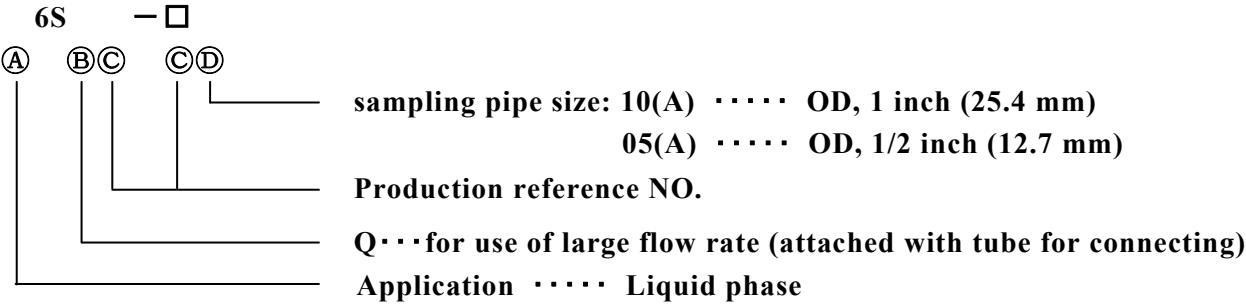 6S －□
Ⓐ ⒷⒸ ⒸⒹ
sampling pipe size: 10(A) ····· OD, 1 inch (25.4 mm)
05(A) ····· OD, 1/2 inch (12.7 mm)
Production reference NO.
Q···for use of large flow rate (attached with tube for connecting)
Application ····· Liquid phase